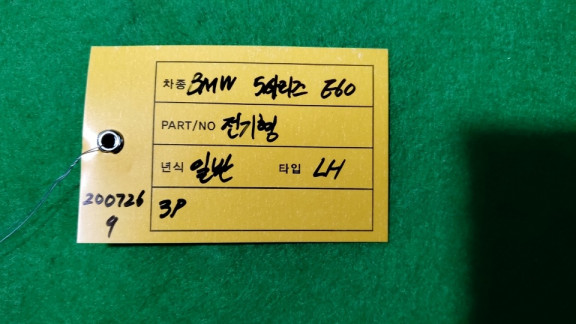 차종 BMW 5시리즈 E60
PART/NO 전기형
년식 일반 타입 LH
3P
200726
9